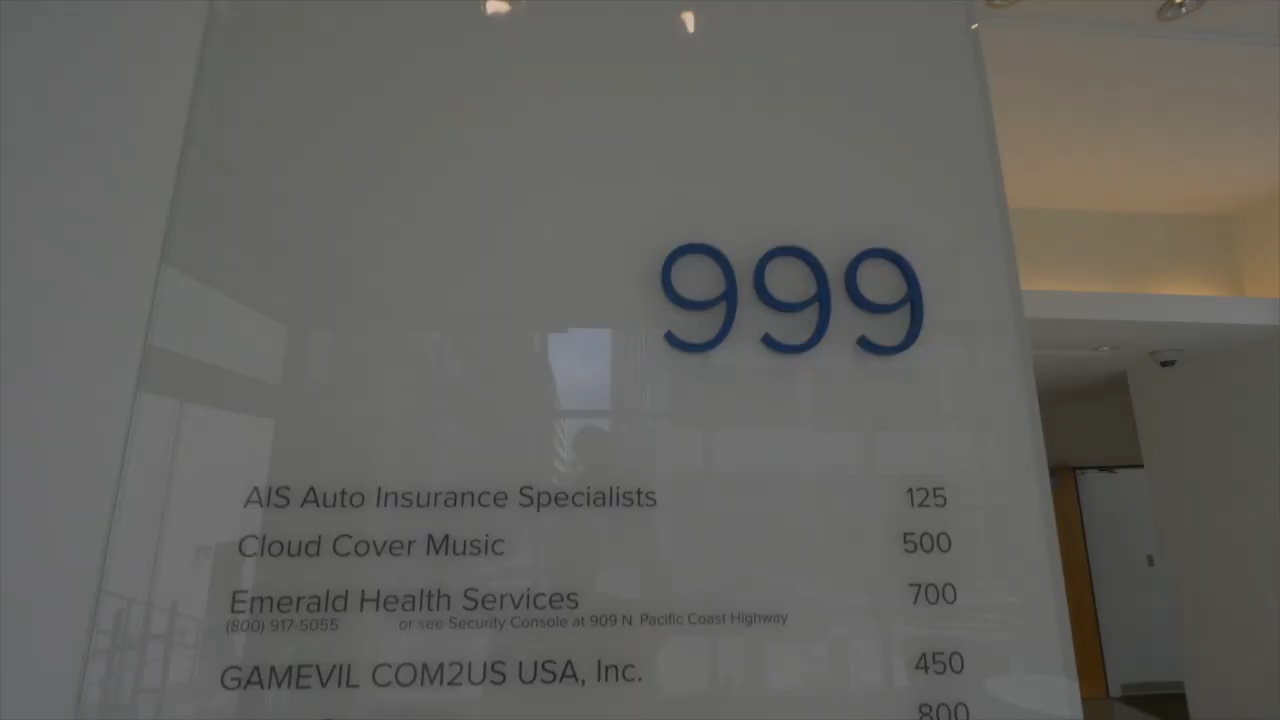 999
AIS Auto Insurance Specialists 125
Cloud Cover Music 500
Emerald Health Services 700
(800) 917-5055 or see Security Console at 909 N. Pacific Coast Highway
GAMEVIL COM2US USA, Inc. 450
800